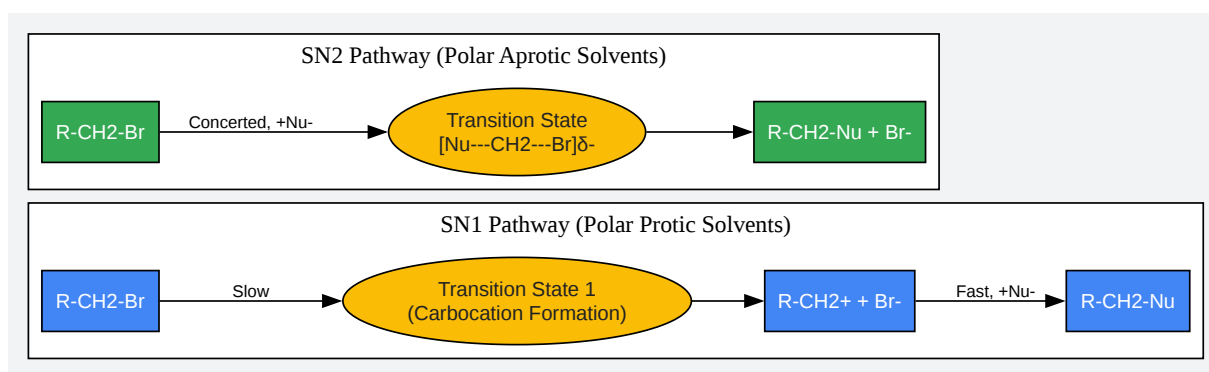 SN2 Pathway (Polar Aprotic Solvents)
R-CH2-Br
Concerted, +Nu-
Transition State
[Nu---CH2---Br]δ-
R-CH2-Nu + Br-
SN1 Pathway (Polar Protic Solvents)
R-CH2-Br
Slow
Transition State 1
(Carbocation Formation)
R-CH2+ + Br-
Fast, +Nu-
R-CH2-Nu